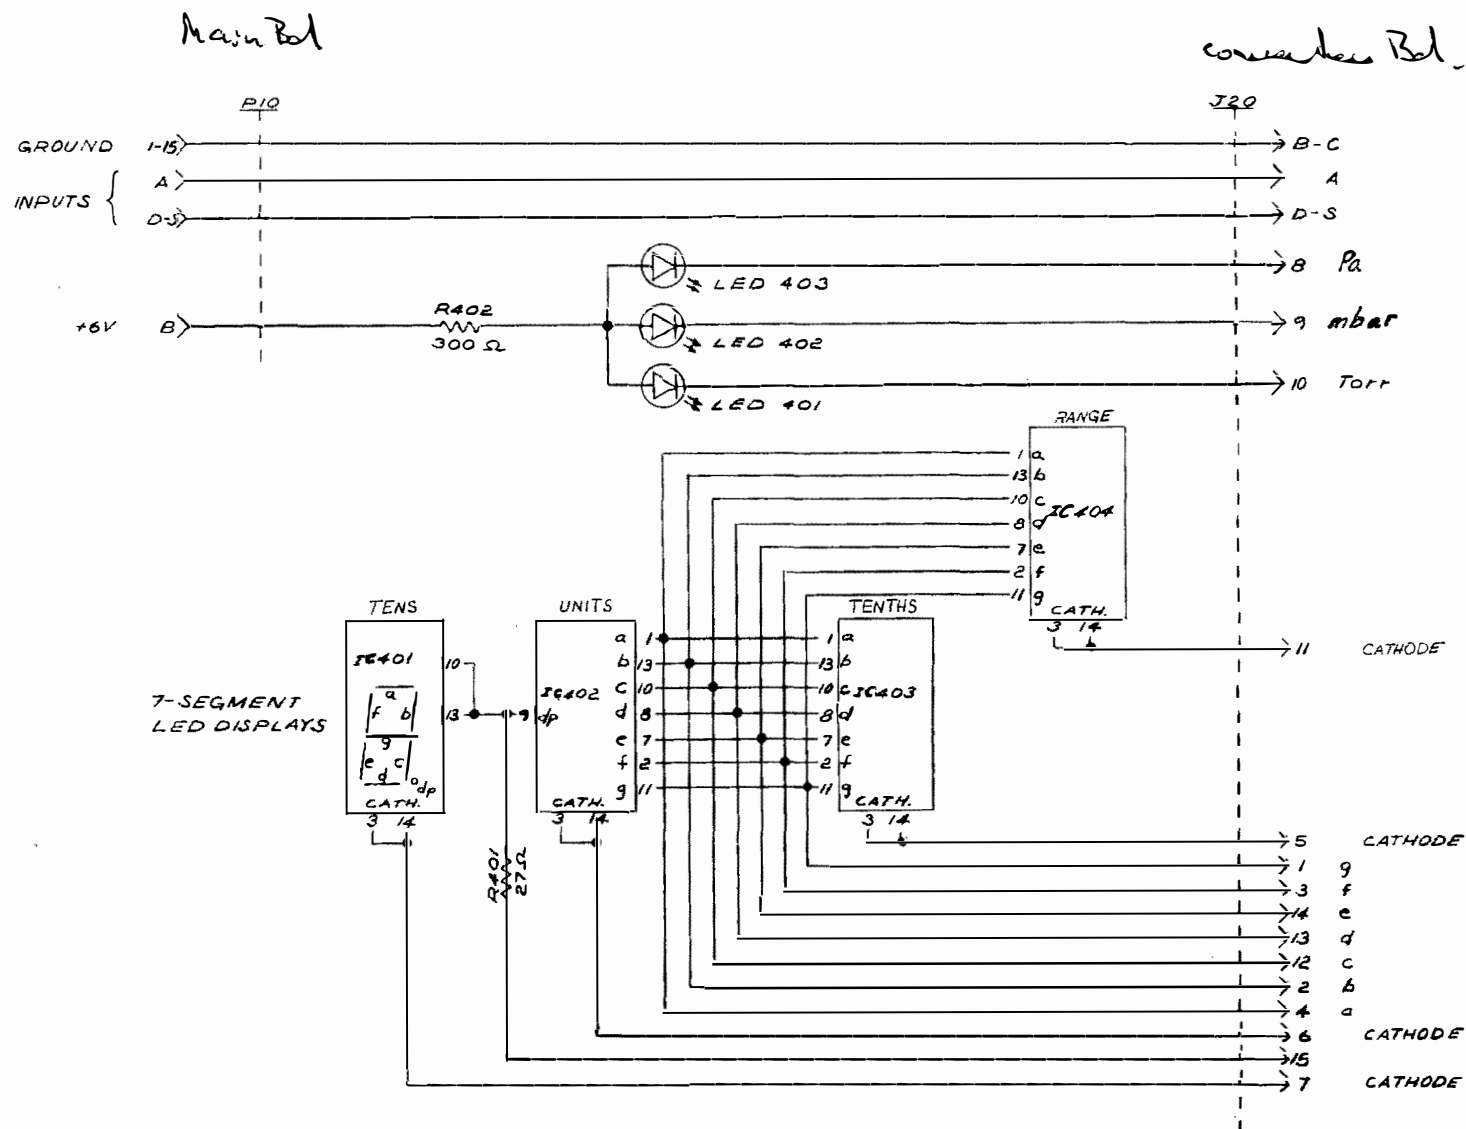 Main Bd
Bd.
P10
J20
GROUND 1-15 B-C
INPUTS A A
D-S D-S
LED 403 8 Pa
+6V B R402 300 Ω LED 402 9 mbar
LED 401 10 Torr
RANGE
1 a
13 b
10 c
IC404
8 d
7 e
2 f
11 g
CATH.
3 14
11 CATHODE
TENS UNITS TENTHS
IC401 10
a
f b
g
e c
d dp
13
CATH.
3 14
7-SEGMENT
LED DISPLAYS
IC402
9 dp
a 1
b 13
c 10
d 8
e 7
f 2
g 11
CATH.
3 14
1 a
13 b
10 c IC403
8 d
7 e
2 f
11 g
CATH.
3 14
R401
27Ω
5 CATHODE
1 g
3 f
14 e
13 d
12 c
2 b
4 a
6 CATHODE
15
7 CATHODE